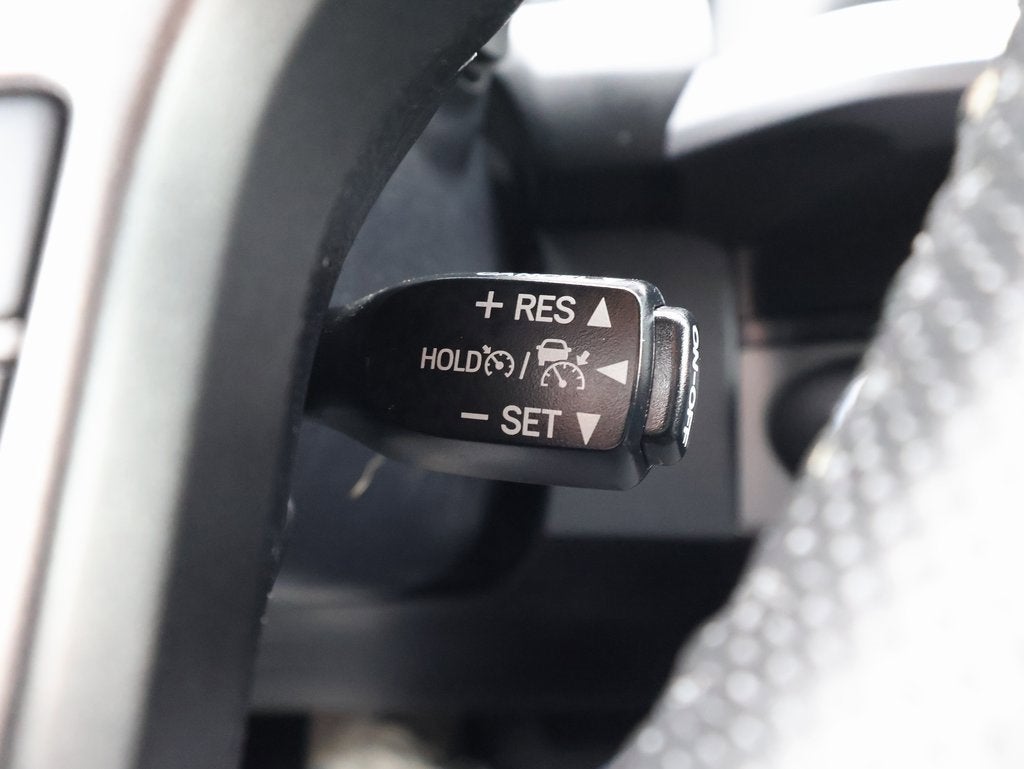 + RES ▲
HOLD / ◀
− SET ▼
ON-OFF